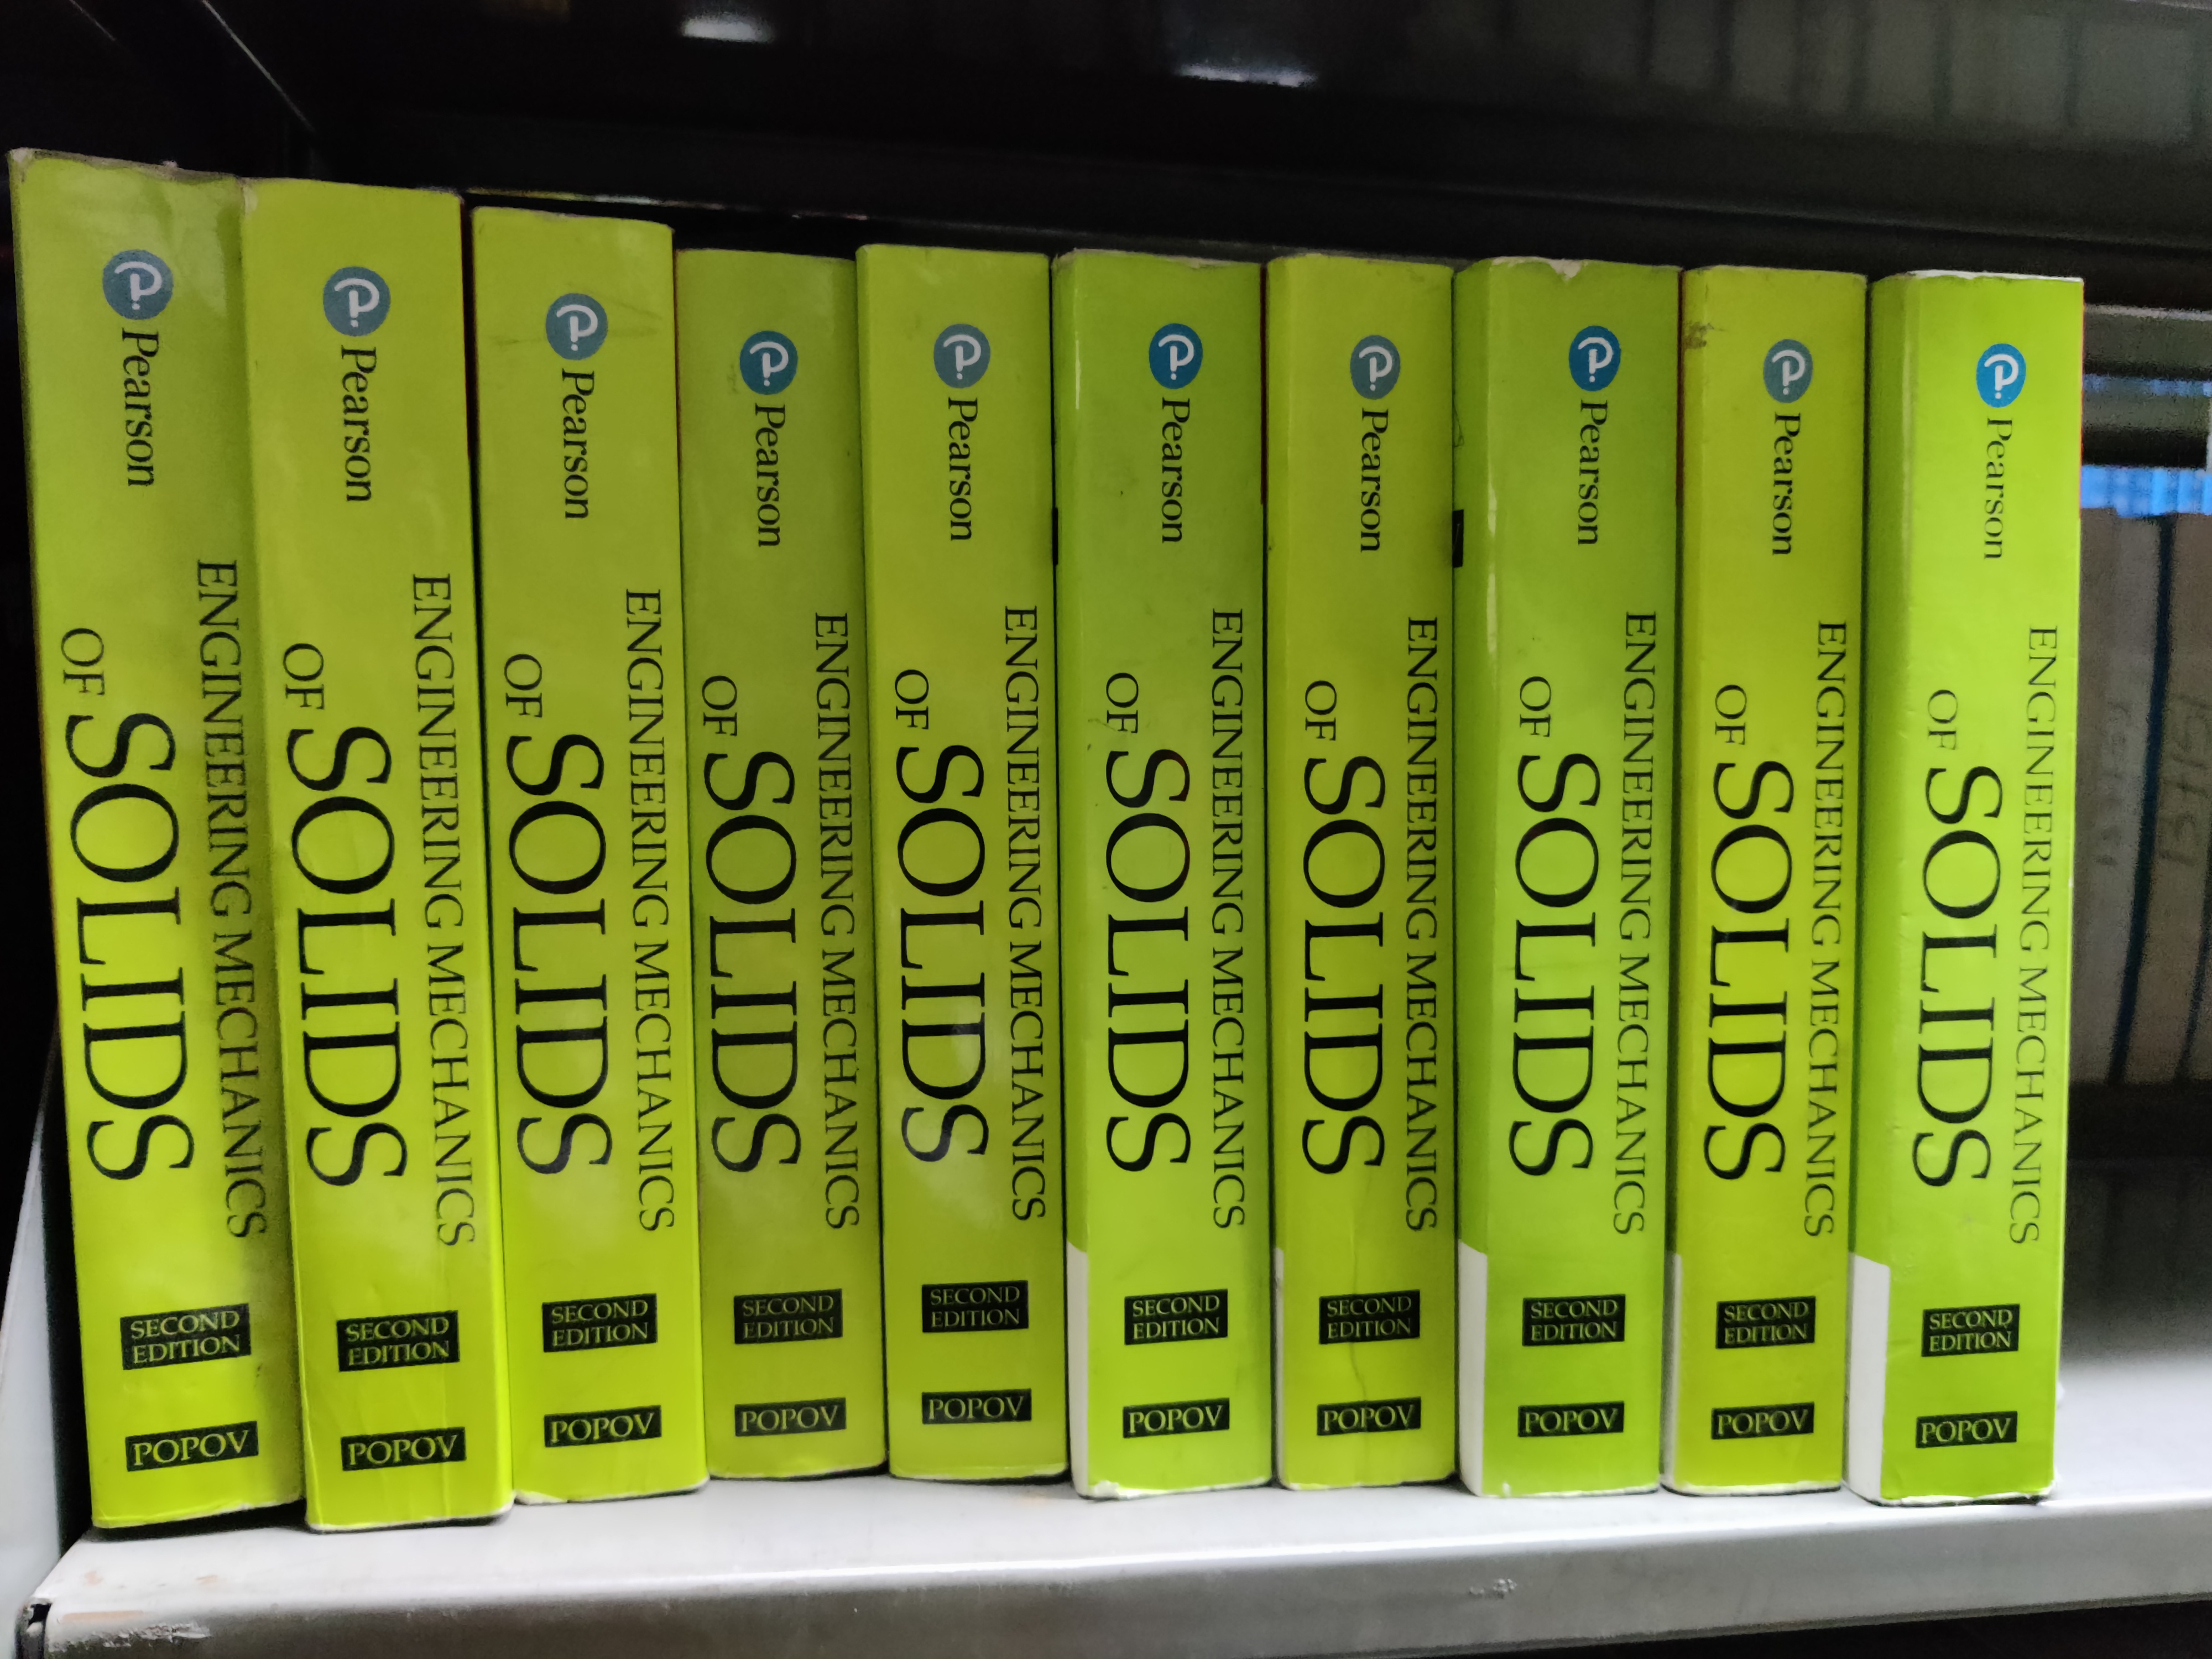 Pearson
ENGINEERING MECHANICS
OF SOLIDS
SECOND
EDITION
POPOV
Pearson
ENGINEERING MECHANICS
OF SOLIDS
SECOND
EDITION
POPOV
Pearson
ENGINEERING MECHANICS
OF SOLIDS
SECOND
EDITION
POPOV
Pearson
ENGINEERING MECHANICS
OF SOLIDS
SECOND
EDITION
POPOV
Pearson
ENGINEERING MECHANICS
OF SOLIDS
SECOND
EDITION
POPOV
Pearson
ENGINEERING MECHANICS
OF SOLIDS
SECOND
EDITION
POPOV
Pearson
ENGINEERING MECHANICS
OF SOLIDS
SECOND
EDITION
POPOV
Pearson
ENGINEERING MECHANICS
OF SOLIDS
SECOND
EDITION
POPOV
Pearson
ENGINEERING MECHANICS
OF SOLIDS
SECOND
EDITION
POPOV
Pearson
ENGINEERING MECHANICS
OF SOLIDS
SECOND
EDITION
POPOV